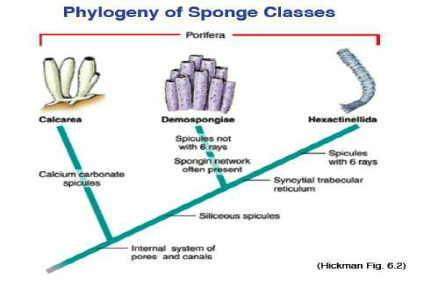 Phylogeny of Sponge Classes
Porifera
Calcarea
Demospongiae
Hexactinellida
Spicules not
with 6 rays
Spongin network
often present
Spicules
with 6 rays
Calcium carbonate
spicules
Syncytial trabecular
reticulum
Siliceous spicules
Internal system of
pores and canals
(Hickman Fig. 6.2)